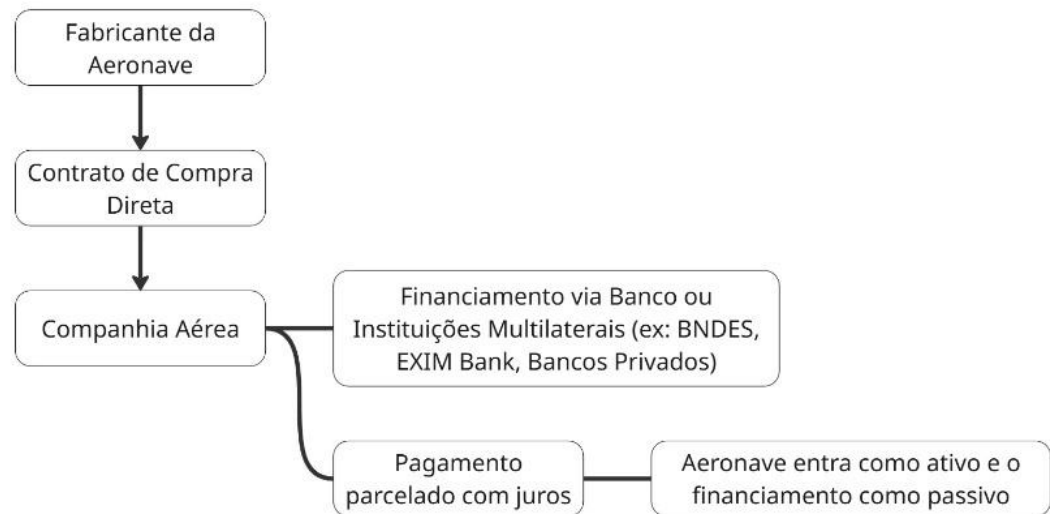 Fabricante da
Aeronave
Contrato de Compra
Direta
Companhia Aérea
Financiamento via Banco ou
Instituições Multilaterais (ex: BNDES,
EXIM Bank, Bancos Privados)
Pagamento
parcelado com juros
Aeronave entra como ativo e o
financiamento como passivo